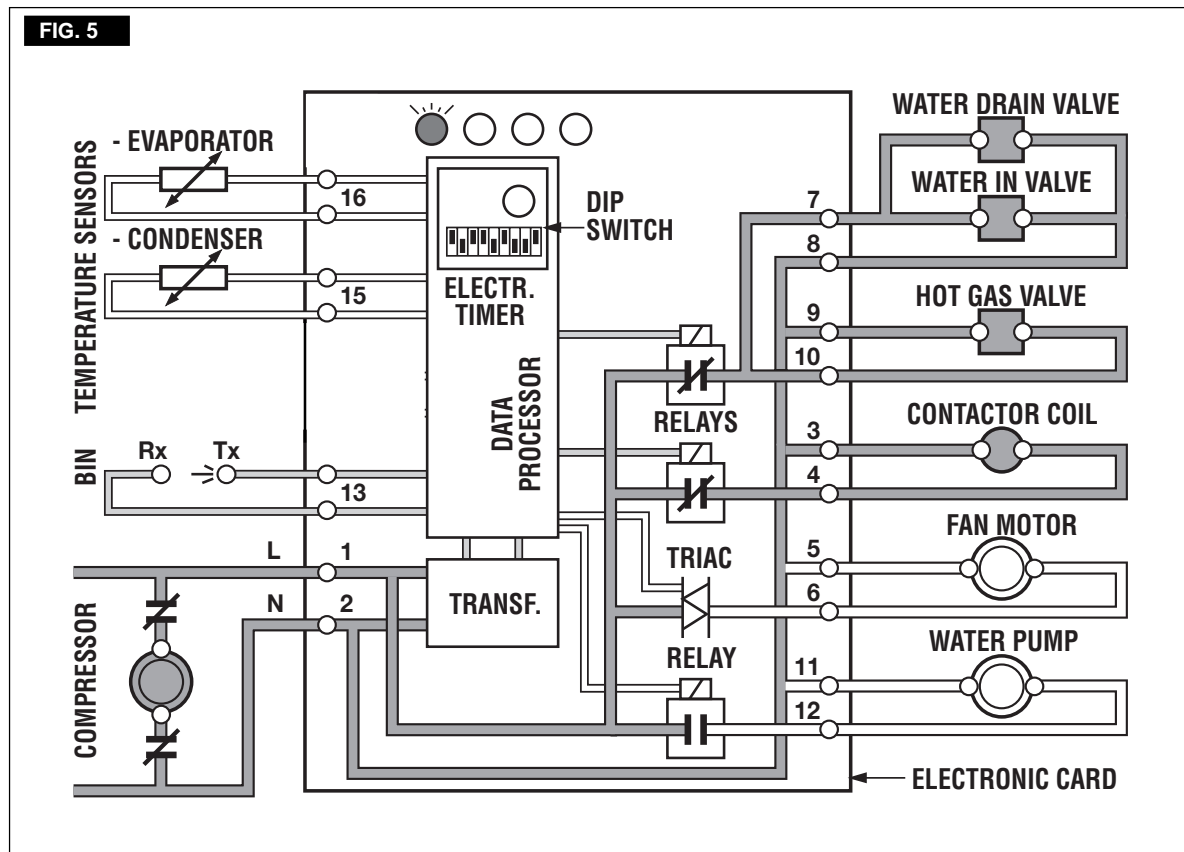 FIG. 5
TEMPERATURE SENSORS
- EVAPORATOR
16
- CONDENSER
15
BIN
Rx
Tx
13
L
1
N
2
COMPRESSOR
DIP
SWITCH
ELECTR.
TIMER
DATA
PROCESSOR
TRANSF.
RELAYS
TRIAC
RELAY
7
8
9
10
3
4
5
6
11
12
WATER DRAIN VALVE
WATER IN VALVE
HOT GAS VALVE
CONTACTOR COIL
FAN MOTOR
WATER PUMP
ELECTRONIC CARD